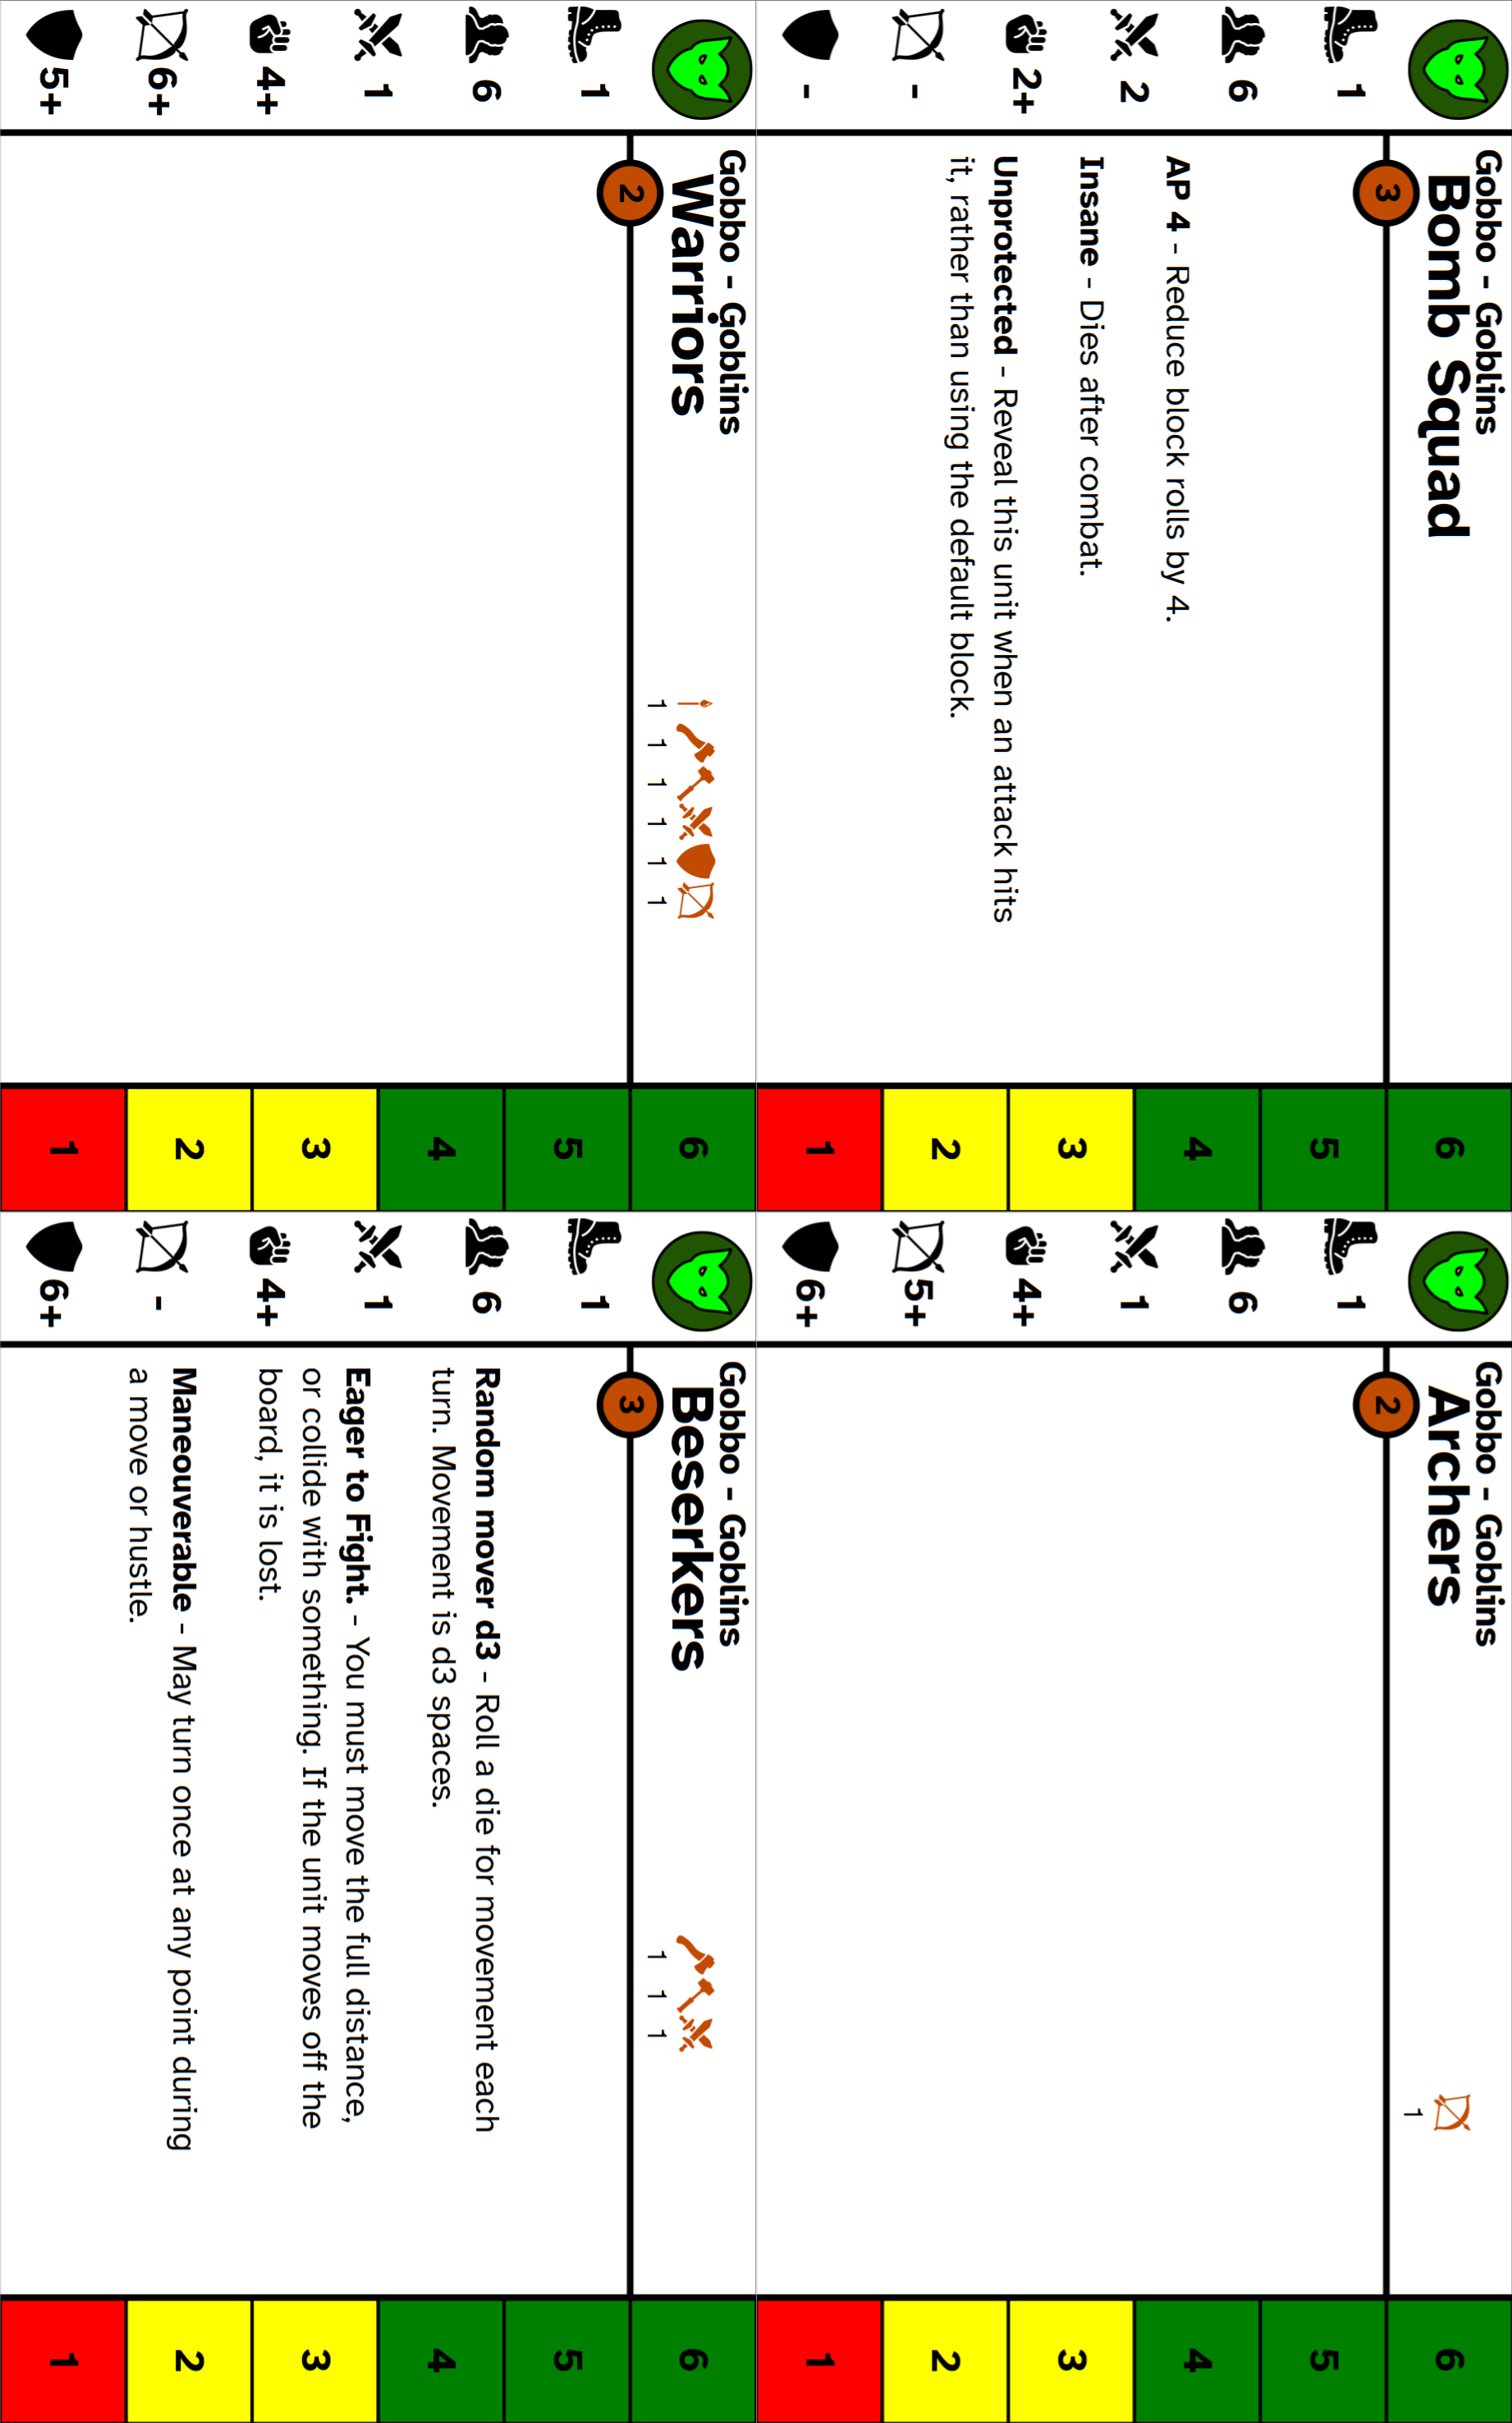 Gobbo - Goblins
Bomb Squad
3
1
6
2
2+
-
-
AP 4 - Reduce block rolls by 4.
Insane - Dies after combat.
Unprotected - Reveal this unit when an attack hits
it, rather than using the default block.
6
5
4
3
2
1
Gobbo - Goblins
Archers
1
2
1
6
1
4+
5+
6+
6
5
4
3
2
1
Gobbo - Goblins
Warriors
1 1 1 1 1 1
2
1
6
1
4+
6+
5+
6
5
4
3
2
1
Gobbo - Goblins
Beserkers
1 1 1
3
1
6
1
4+
-
6+
Random mover d3 - Roll a die for movement each
turn. Movement is d3 spaces.
Eager to Fight. - You must move the full distance,
or collide with something. If the unit moves off the
board, it is lost.
Maneouverable - May turn once at any point during
a move or hustle.
6
5
4
3
2
1